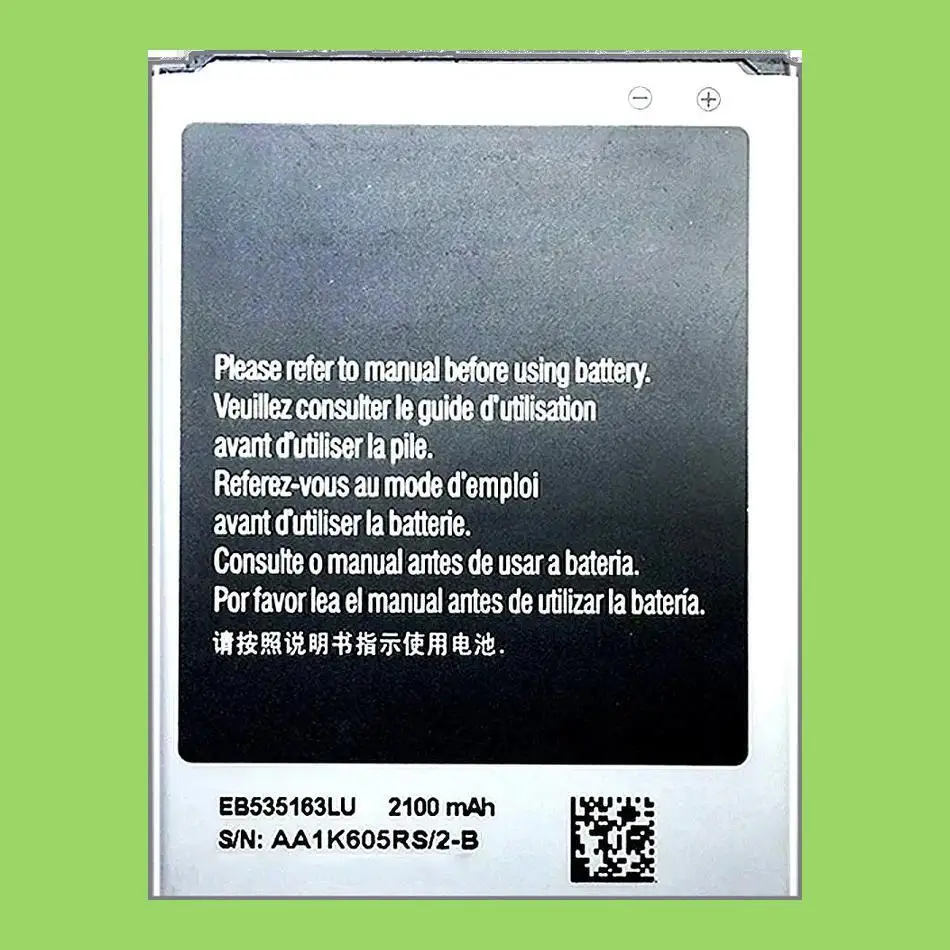 Please refer to manual before using battery.
Veuillez consulter le guide d'utilisation
avant d'utiliser la pile.
Referez-vous au mode d'emploi
avant d'utiliser la batterie.
Consulte o manual antes de usar a bateria.
Por favor lea el manual antes de utilizar la batería.
请按照说明书指示使用电池.
EB535163LU 2100 mAh
S/N: AA1K605RS/2-B